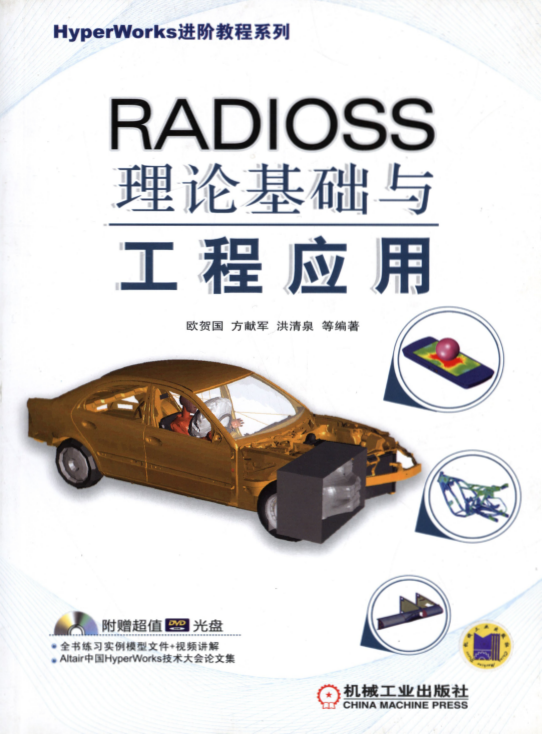 HyperWorks进阶教程系列
RADIOSS
理论基础与
工程应用
欧贺国 方献军 洪清泉 等编著
附赠超值DVD光盘
• 全书练习实例模型文件+视频讲解
• Altair中国HyperWorks技术大会论文集
机械工业出版社
CHINA MACHINE PRESS